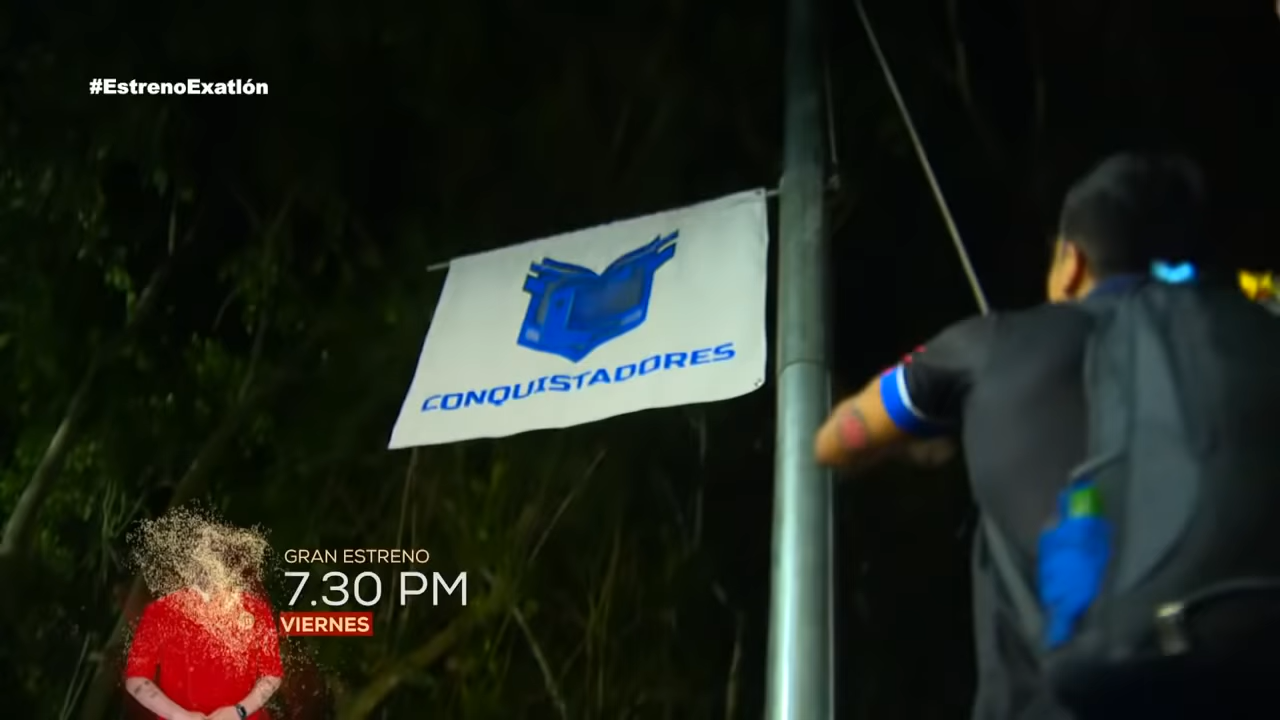 #EstrenoExatlón
CONQUISTADORES
GRAN ESTRENO
7.30 PM
VIERNES